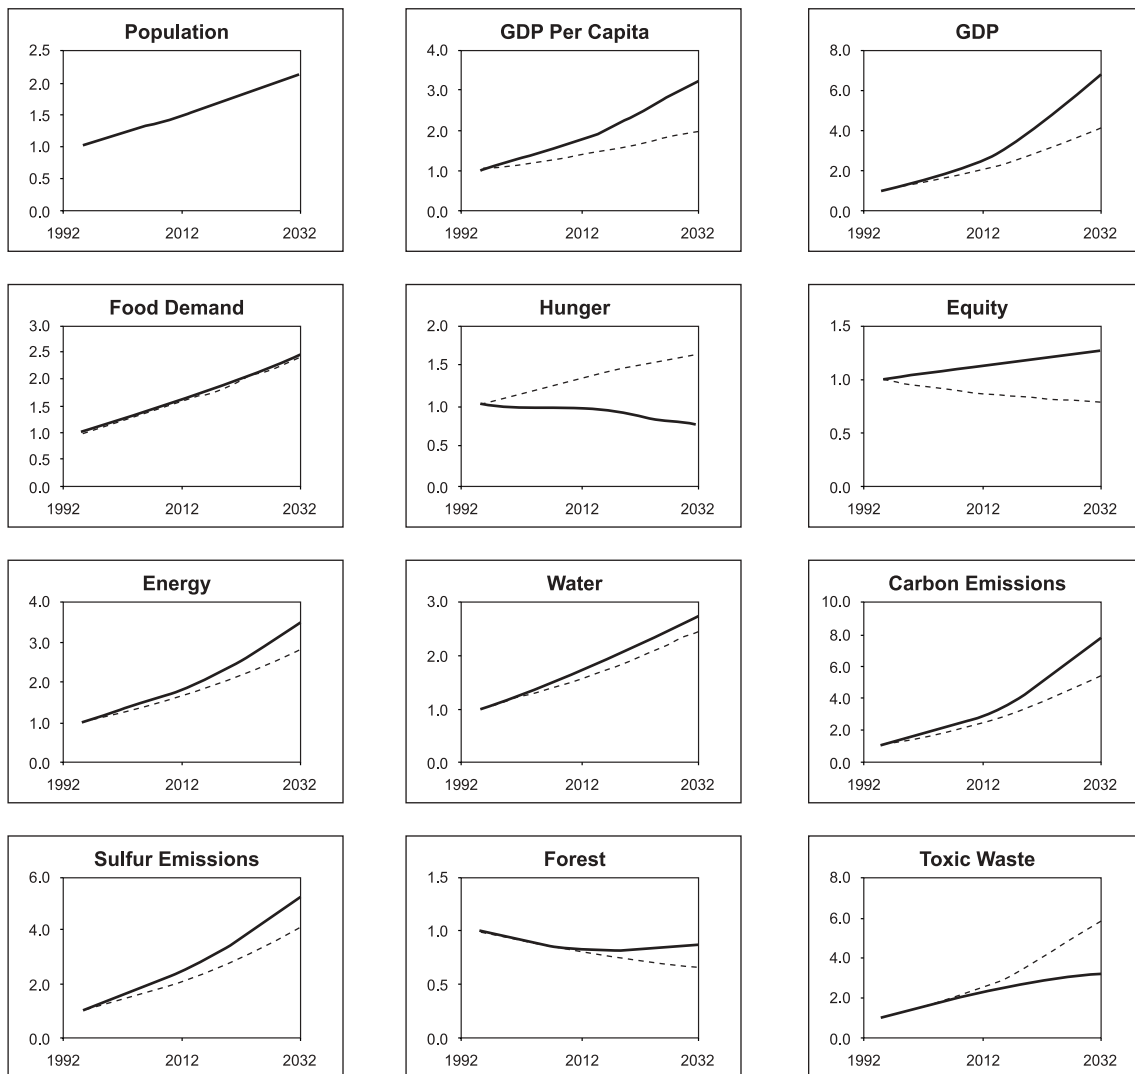 Population
2.5
2.0
1.5
1.0
0.5
0.0
1992 2012 2032
GDP Per Capita
4.0
3.0
2.0
1.0
0.0
1992 2012 2032
GDP
8.0
6.0
4.0
2.0
0.0
1992 2012 2032
Food Demand
3.0
2.5
2.0
1.5
1.0
0.5
0.0
1992 2012 2032
Hunger
2.0
1.5
1.0
0.5
0.0
1992 2012 2032
Equity
1.5
1.0
0.5
0.0
1992 2012 2032
Energy
4.0
3.0
2.0
1.0
0.0
1992 2012 2032
Water
3.0
2.0
1.0
0.0
1992 2012 2032
Carbon Emissions
10.0
8.0
6.0
4.0
2.0
0.0
1992 2012 2032
Sulfur Emissions
6.0
4.0
2.0
0.0
1992 2012 2032
Forest
1.5
1.0
0.5
0.0
1992 2012 2032
Toxic Waste
8.0
6.0
4.0
2.0
0.0
1992 2012 2032